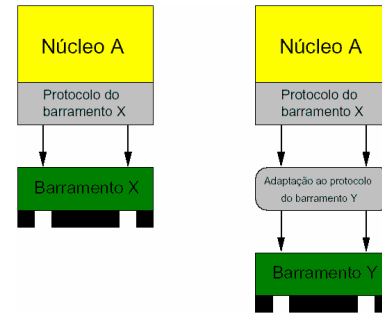 Núcleo A
Protocolo do
barramento X
Barramento X
Núcleo A
Protocolo do
barramento X
Adaptação ao protocolo
do barramento Y
Barramento Y